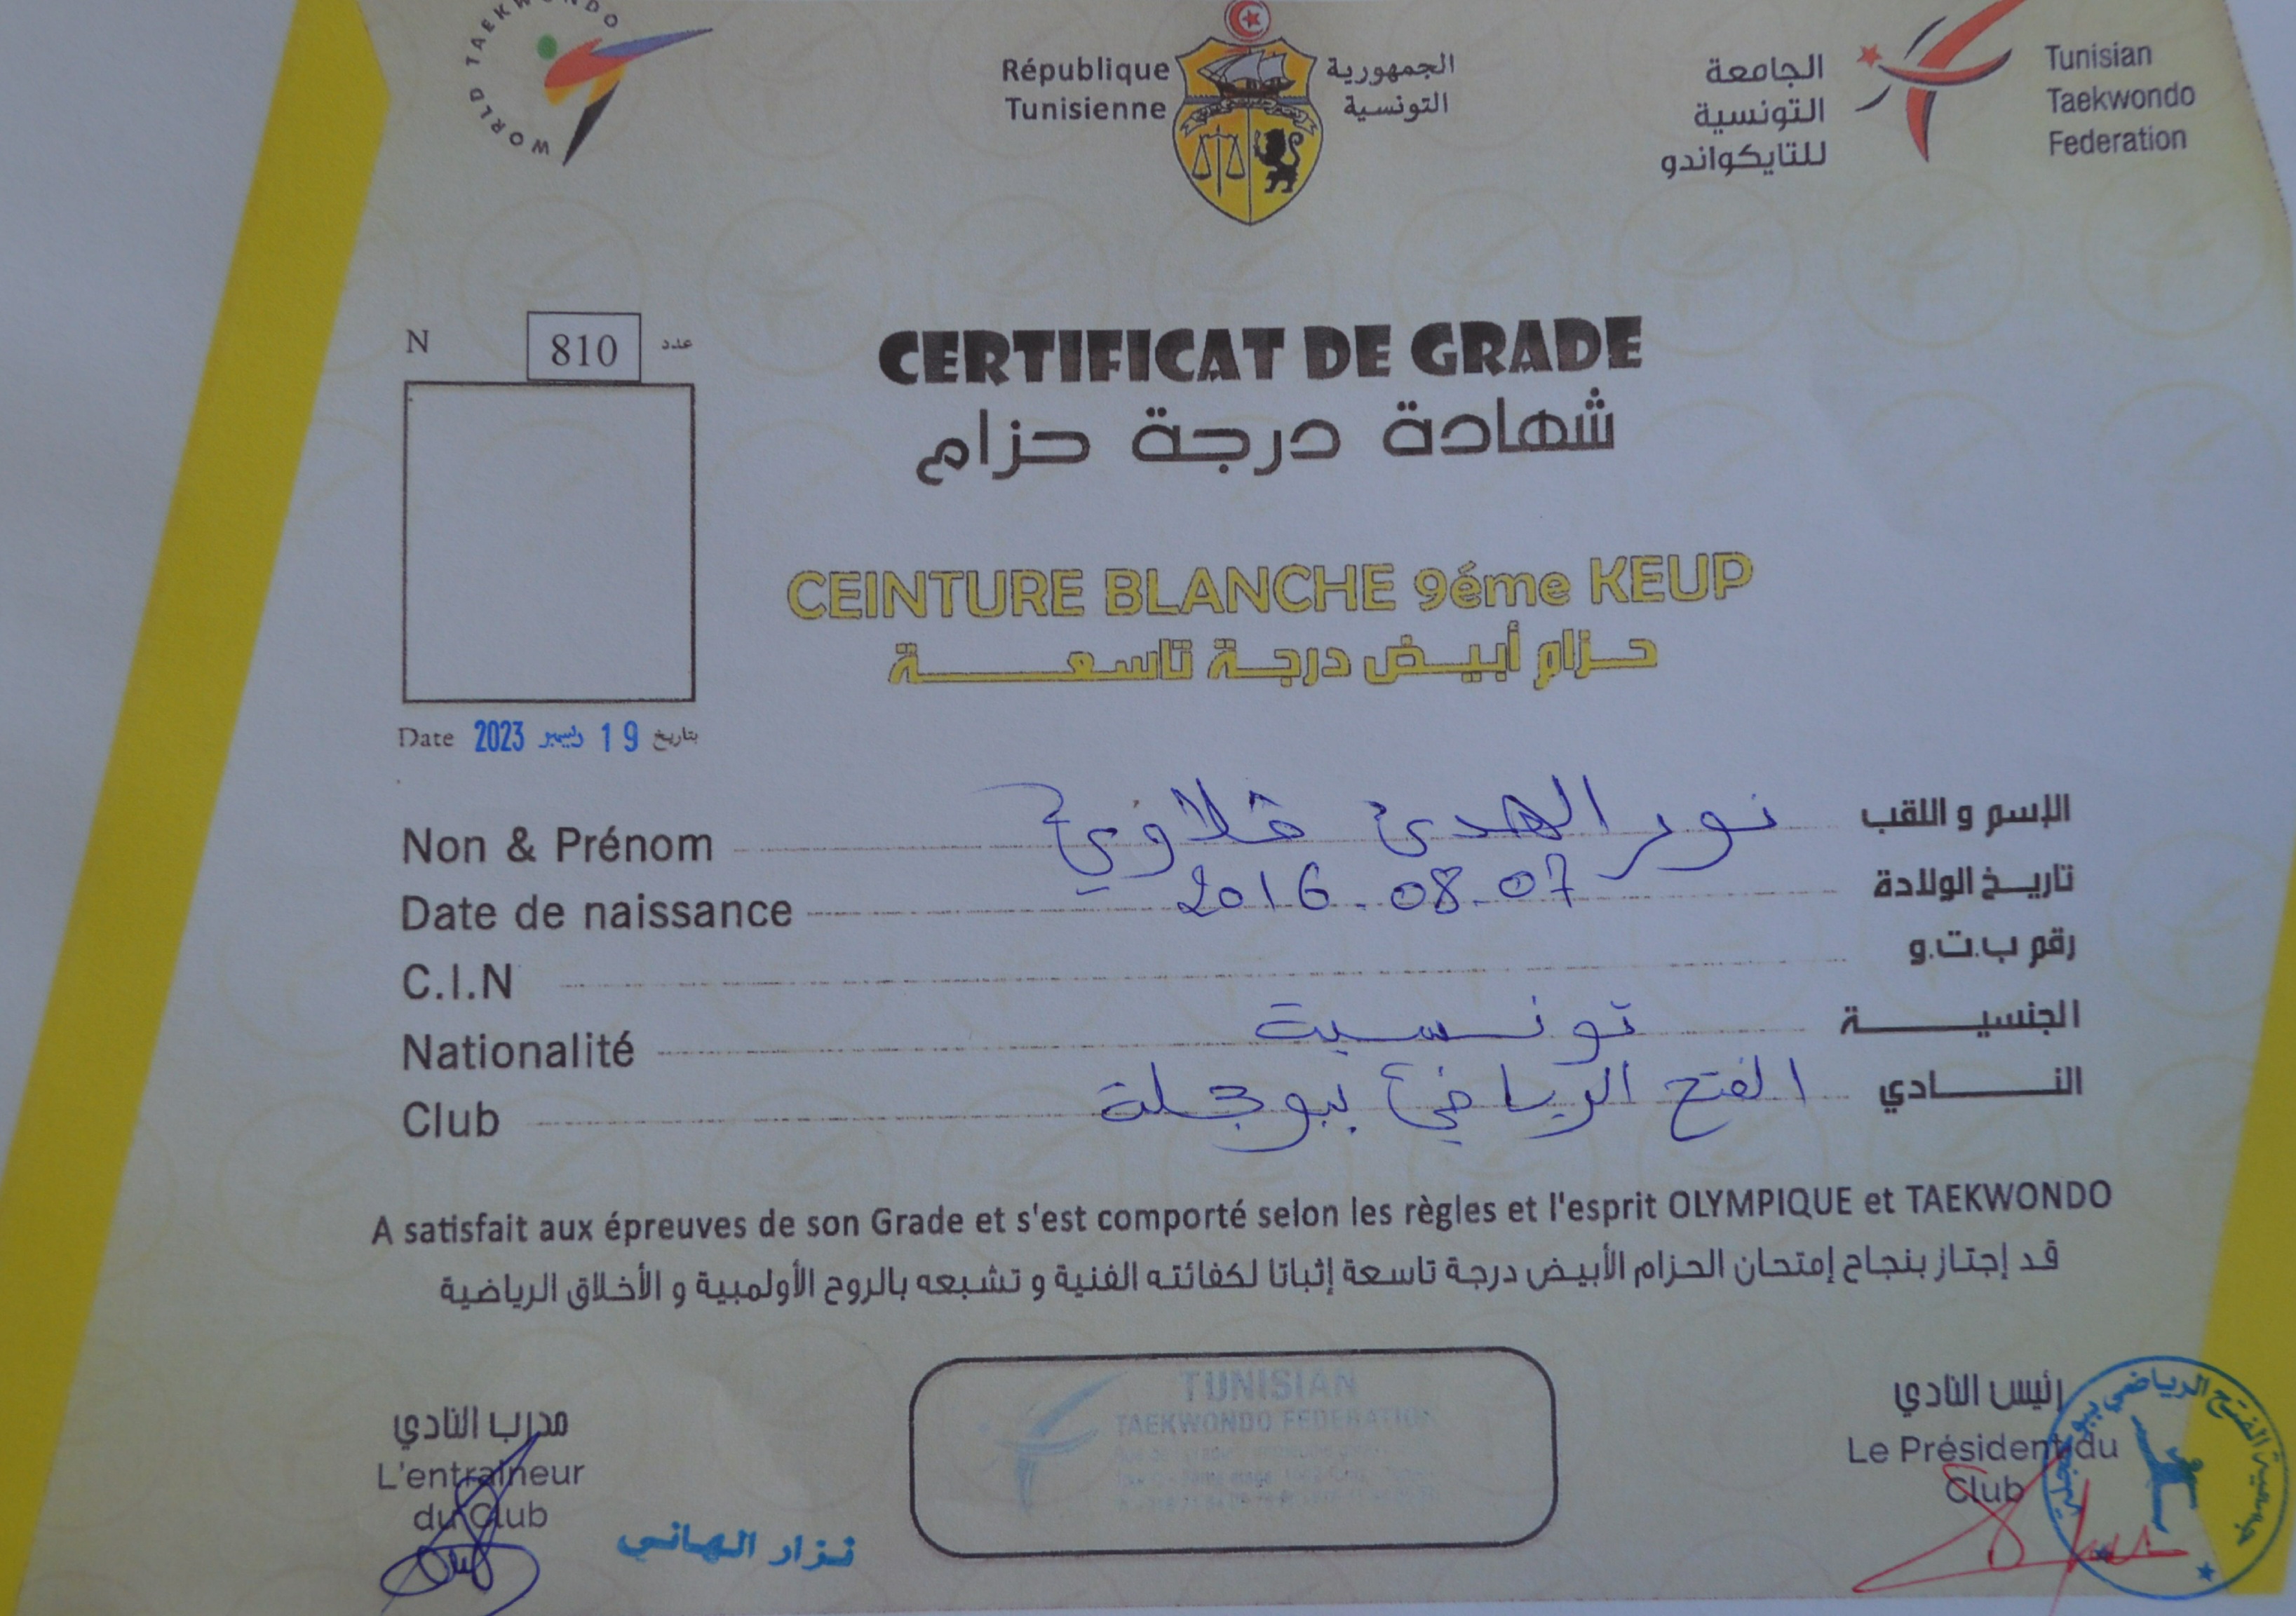 WORLD TAEKWONDO
République
Tunisienne
الجمهورية
التونسية
الجامعة
التونسية
للتايكواندو
Tunisian
Taekwondo
Federation
N 810 عدد
CERTIFICAT DE GRADE
شهادة درجة حزام
CEINTURE BLANCHE 9éme KEUP
حزام أبيض درجة تاسعة
Date 2023 ديسمبر 19 بتاريخ
Non & Prénom نور الهدى قلاوي الإسم و اللقب
Date de naissance 2016.08.07 تاريخ الولادة
C.I.N رقم ب.ت.و
Nationalité تونسية الجنسية
Club الفتح الرياضي ببوحجلة النادي
A satisfait aux épreuves de son Grade et s'est comporté selon les règles et l'esprit OLYMPIQUE et TAEKWONDO
قد إجتاز بنجاح إمتحان الحزام الأبيض درجة تاسعة إثباتا لكفائته الفنية و تشبعه بالروح الأولمبية و الأخلاق الرياضية
مدرب النادي
L'entraineur
du Club
نزار الهاني
TUNISIAN
TAEKWONDO FEDERATION
رئيس النادي
Le Président du
Club
جمعية الفتح الرياضي